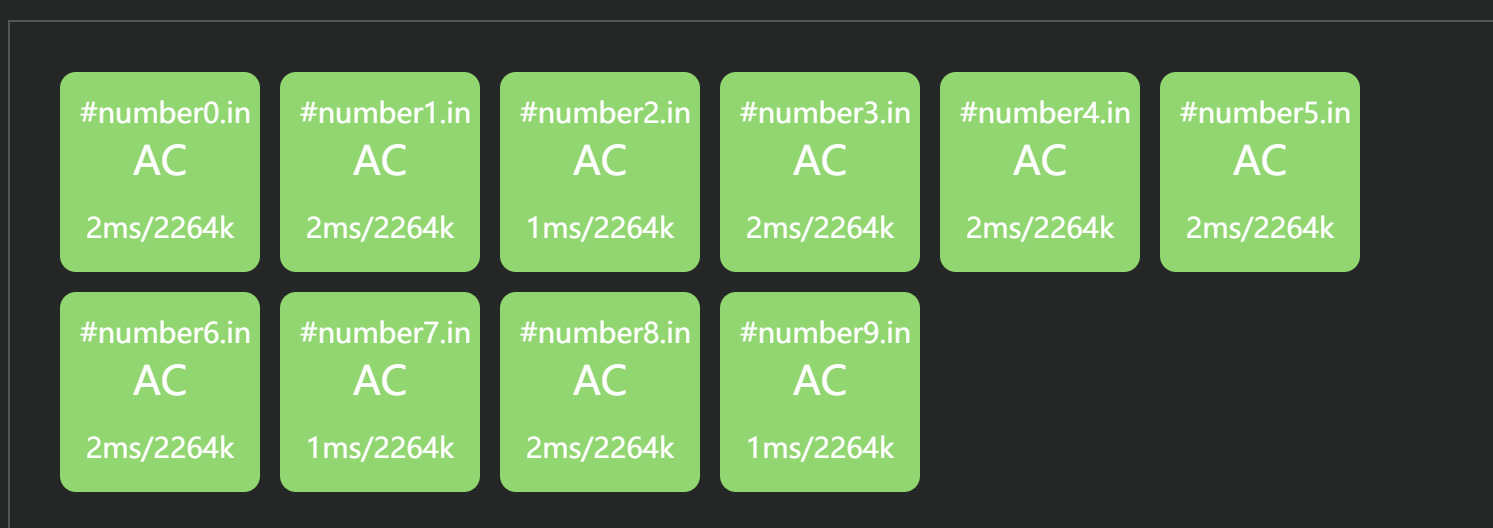 #number0.in #number1.in #number2.in #number3.in #number4.in #number5.in
AC AC AC AC AC AC
2ms/2264k 2ms/2264k 1ms/2264k 2ms/2264k 2ms/2264k 2ms/2264k
#number6.in #number7.in #number8.in #number9.in
AC AC AC AC
2ms/2264k 1ms/2264k 2ms/2264k 1ms/2264k